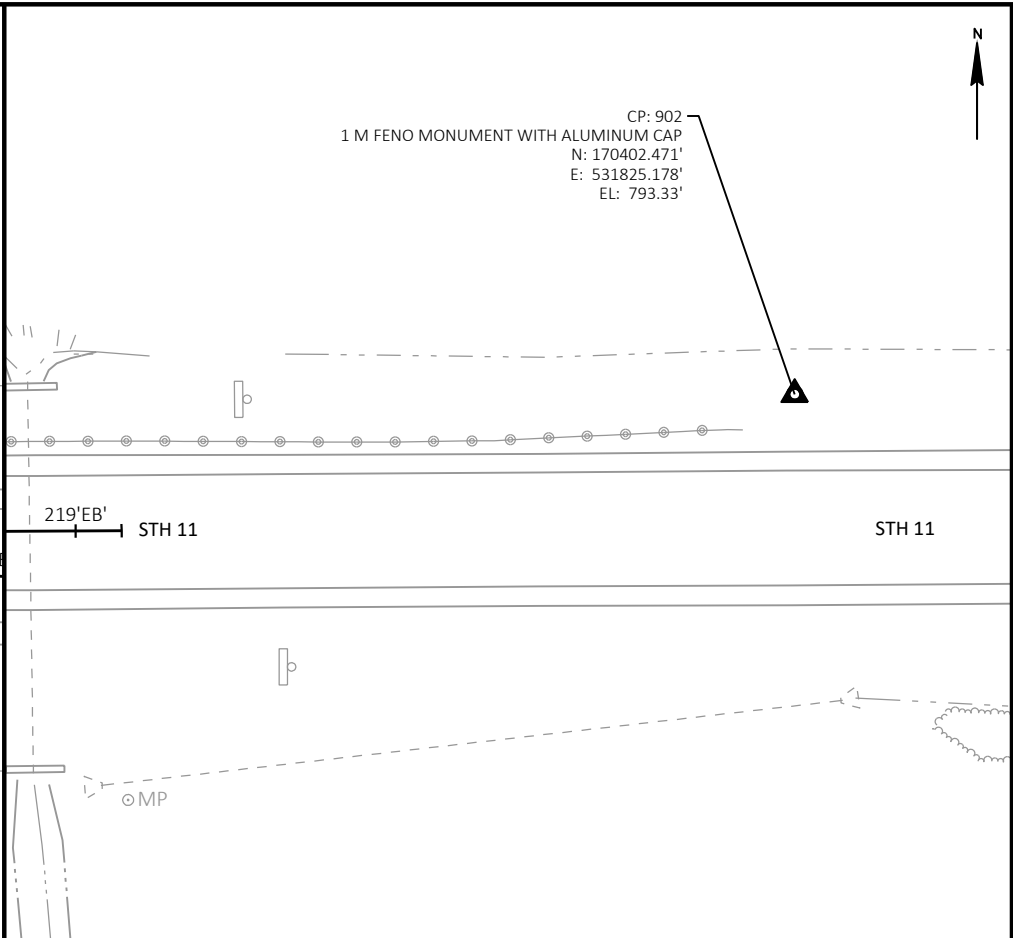 N
CP: 902
1 M FENO MONUMENT WITH ALUMINUM CAP
N: 170402.471'
E: 531825.178'
EL: 793.33'
219'EB'
STH 11
STH 11
MP